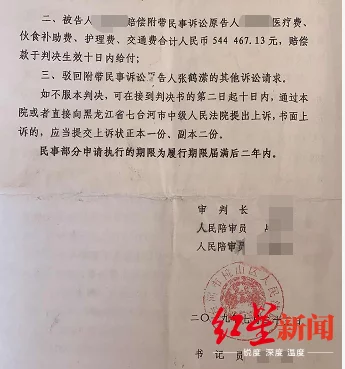 二、被告人 赔偿附带民事诉讼原告人 医疗费、
伙食补助费、护理费、交通费合计人民币 544 467.13 元,赔偿
款于判决生效十日内给付;
三、驳回附带民事诉讼 告人张鹤潆的其他诉讼请求。
如不服本判决,可在接到判决书的第二日起十日内,通过本
院或者直接向黑龙江省七台河市中级人民法院提出上诉,书面上
诉的,应当提交上诉状正本一份、副本二份。
民事部分申请执行的期限为履行期限届满后二年内。
审 判 长
人民陪审员
人民陪审员
二〇 九年七
红星新闻
锐度 深度 温度
书 记 员